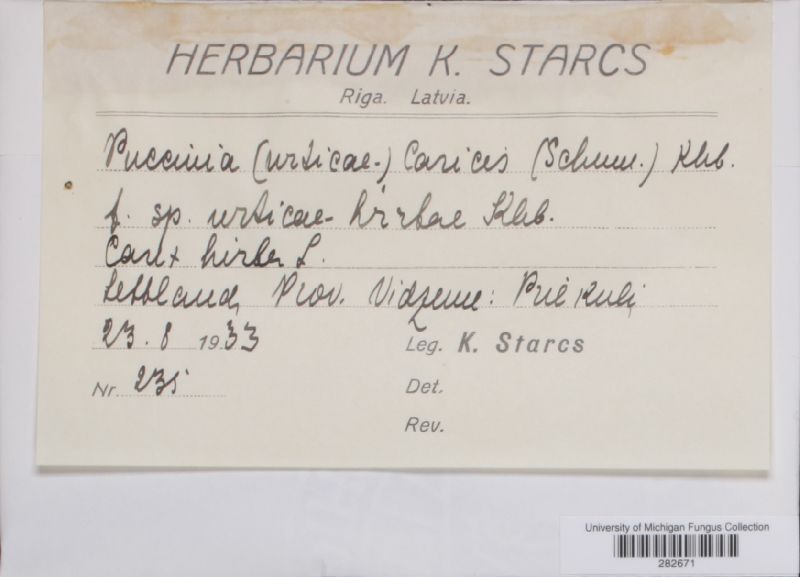 HERBARIUM K. STARCS
Riga. Latvia.
Puccinia (urticae-) Caricis (Schum.) Kleb.
f. sp. urticae-hirtae Kleb.
Carex hirta L.
Lettland, Prov. Vidzeme: Priekuļi
23. 8 1933 Leg. K. Starcs
Nr. 235 Det.
Rev.
University of Michigan Fungus Collection
282671